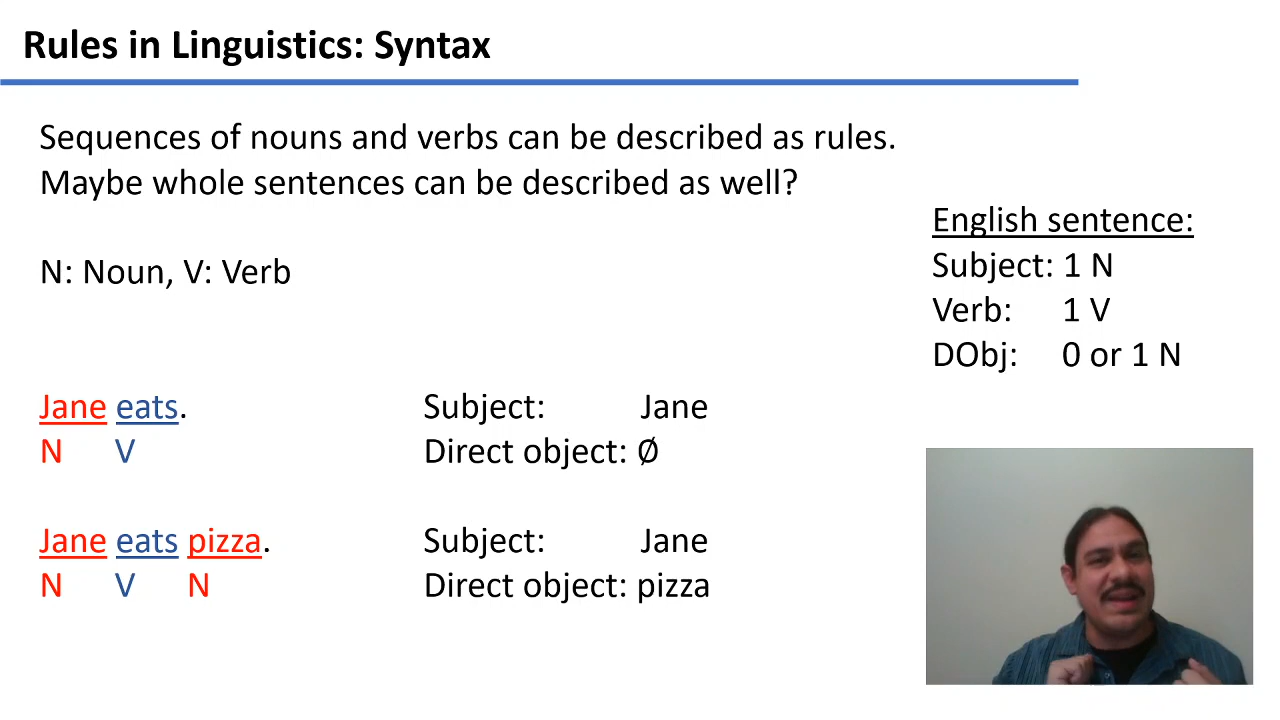 Rules in Linguistics: Syntax
Sequences of nouns and verbs can be described as rules.
Maybe whole sentences can be described as well?
N: Noun, V: Verb
English sentence:
Subject: 1 N
Verb: 1 V
DObj: 0 or 1 N
Jane eats. Subject: Jane
N V Direct object: Ø
Jane eats pizza. Subject: Jane
N V N Direct object: pizza